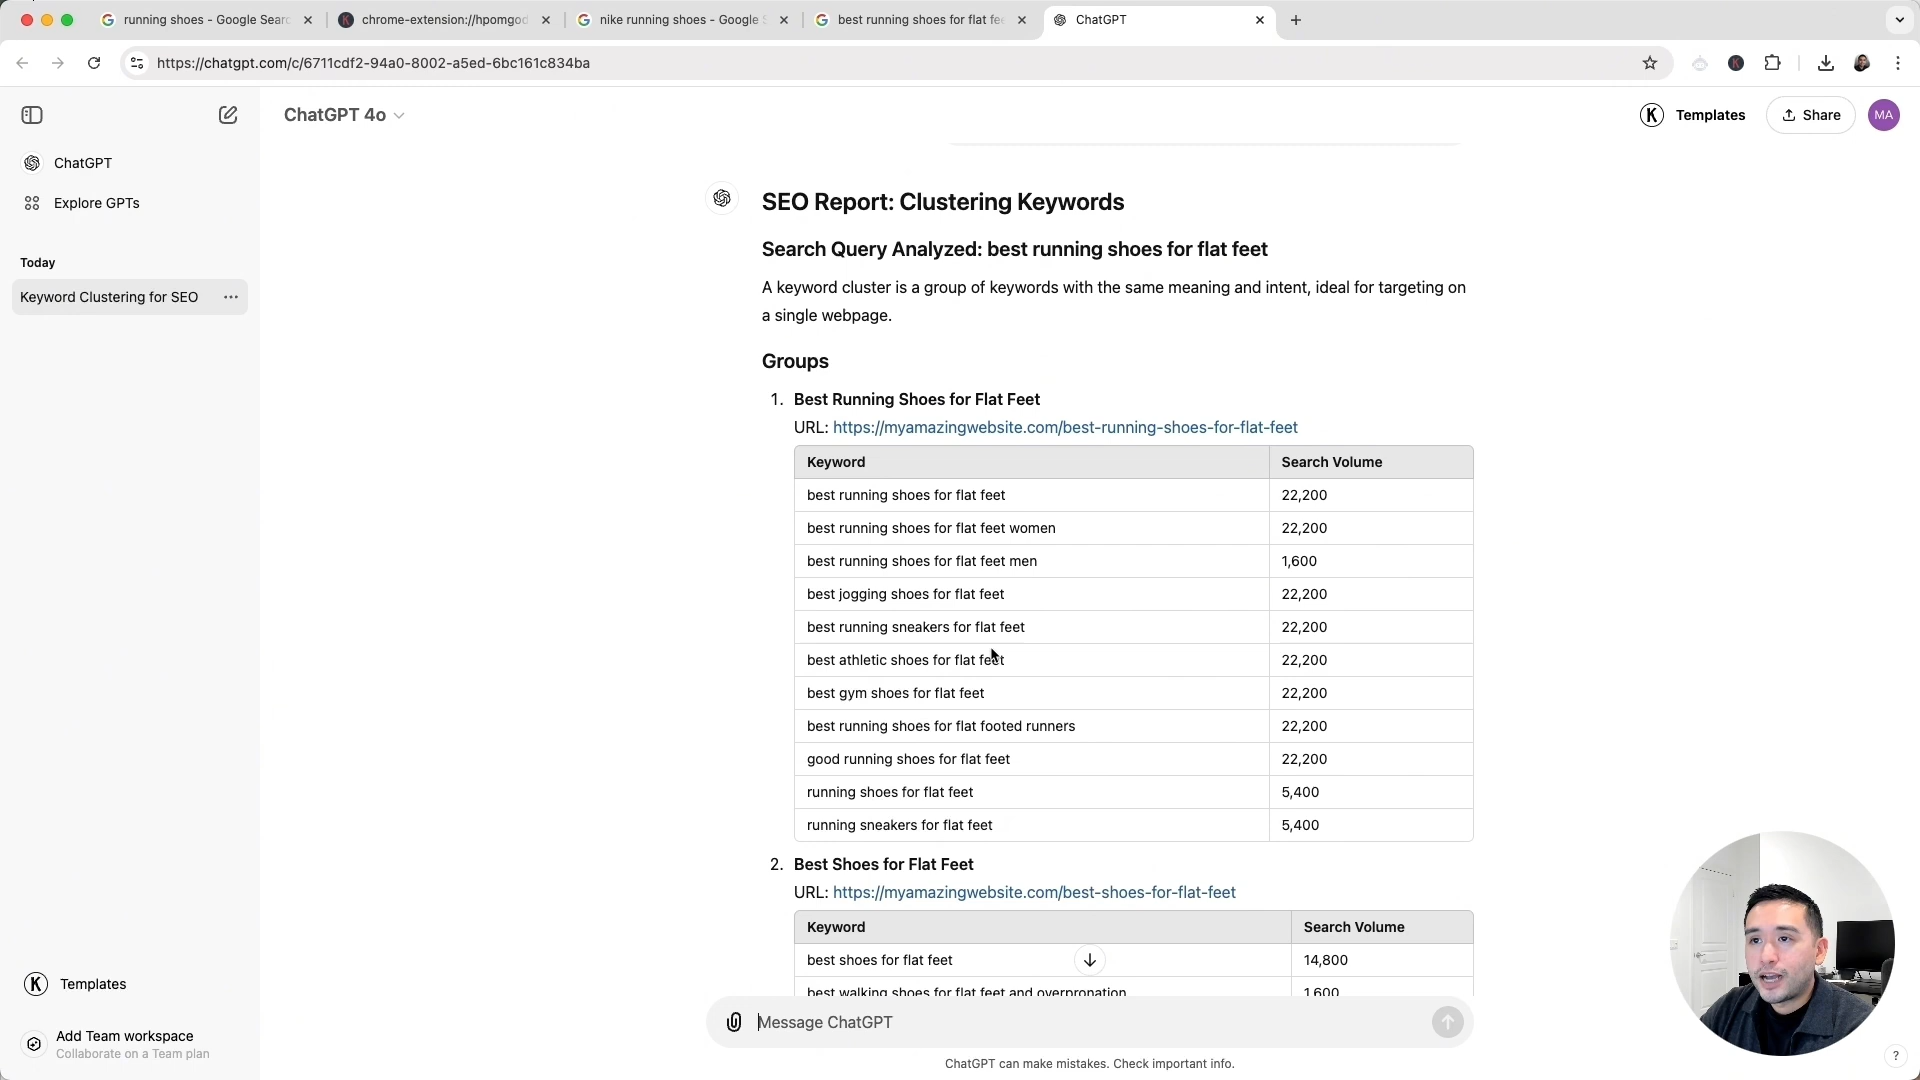 running shoes - Google Sear
chrome-extension://hpomgod
nike running shoes - Google S
best running shoes for flat fe
ChatGPT
https://chatgpt.com/c/6711cdf2-94a0-8002-a5ed-6bc161c834ba
ChatGPT 4o
K Templates
Share
MA
ChatGPT
Explore GPTs
Today
Keyword Clustering for SEO
SEO Report: Clustering Keywords
Search Query Analyzed: best running shoes for flat feet
A keyword cluster is a group of keywords with the same meaning and intent, ideal for targeting on
a single webpage.
Groups
1. Best Running Shoes for Flat Feet
URL: https://myamazingwebsite.com/best-running-shoes-for-flat-feet
Keyword Search Volume
best running shoes for flat feet 22,200
best running shoes for flat feet women 22,200
best running shoes for flat feet men 1,600
best jogging shoes for flat feet 22,200
best running sneakers for flat feet 22,200
best athletic shoes for flat feet 22,200
best gym shoes for flat feet 22,200
best running shoes for flat footed runners 22,200
good running shoes for flat feet 22,200
running shoes for flat feet 5,400
running sneakers for flat feet 5,400
2. Best Shoes for Flat Feet
URL: https://myamazingwebsite.com/best-shoes-for-flat-feet
Keyword Search Volume
best shoes for flat feet 14,800
best walking shoes for flat feet and overpronation 1,600
K Templates
Add Team workspace
Collaborate on a Team plan
Message ChatGPT
ChatGPT can make mistakes. Check important info.
?